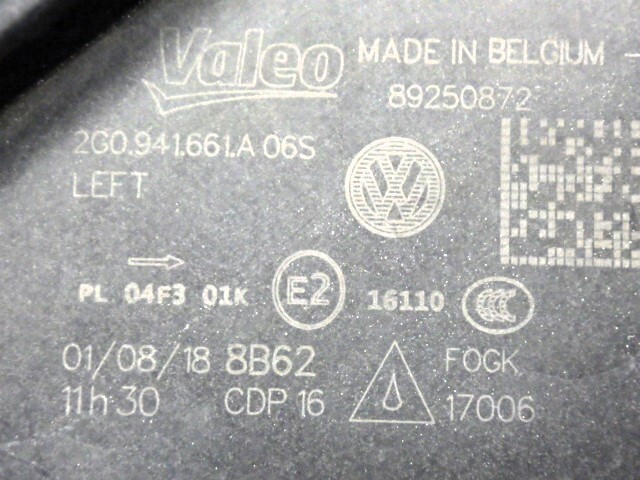 Valeo MADE IN BELGIUM
89250872
2G0.941.661.A 06S
LEFT
PL 04F3 01K E2 16110 CCC
01/08/18 8B62 FOGK
11h30 CDP 16 17006